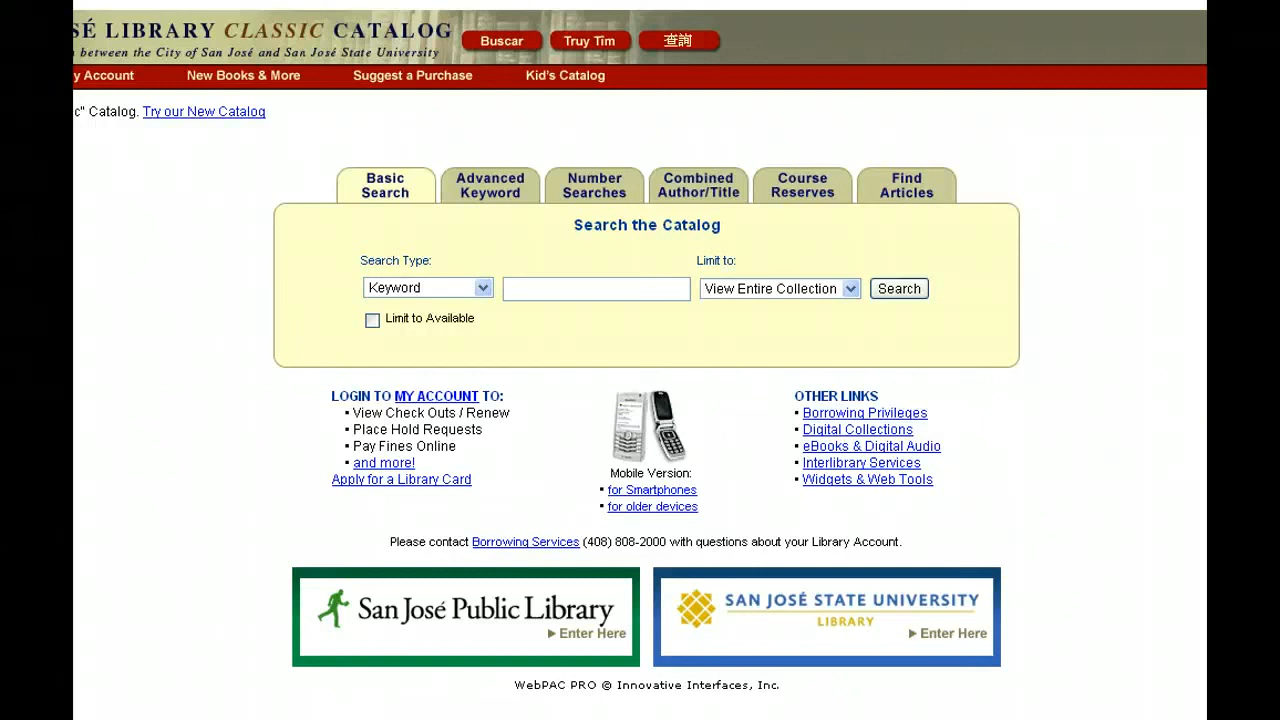 SÉ LIBRARY CLASSIC CATALOG
n between the City of San José and San José State University
Buscar
Truy Tìm
查詢
y Account
New Books & More
Suggest a Purchase
Kid's Catalog
c" Catalog. Try our New Catalog
Basic
Search
Advanced
Keyword
Number
Searches
Combined
Author/Title
Course
Reserves
Find
Articles
Search the Catalog
Search Type:
Limit to:
Keyword
View Entire Collection
Search
Limit to Available
LOGIN TO MY ACCOUNT TO:
▪ View Check Outs / Renew
▪ Place Hold Requests
▪ Pay Fines Online
▪ and more!
Apply for a Library Card
Mobile Version:
▪ for Smartphones
▪ for older devices
OTHER LINKS
▪ Borrowing Privileges
▪ Digital Collections
▪ eBooks & Digital Audio
▪ Interlibrary Services
▪ Widgets & Web Tools
Please contact Borrowing Services (408) 808-2000 with questions about your Library Account.
San José Public Library
Enter Here
SAN JOSÉ STATE UNIVERSITY
LIBRARY
Enter Here
WebPAC PRO © Innovative Interfaces, Inc.